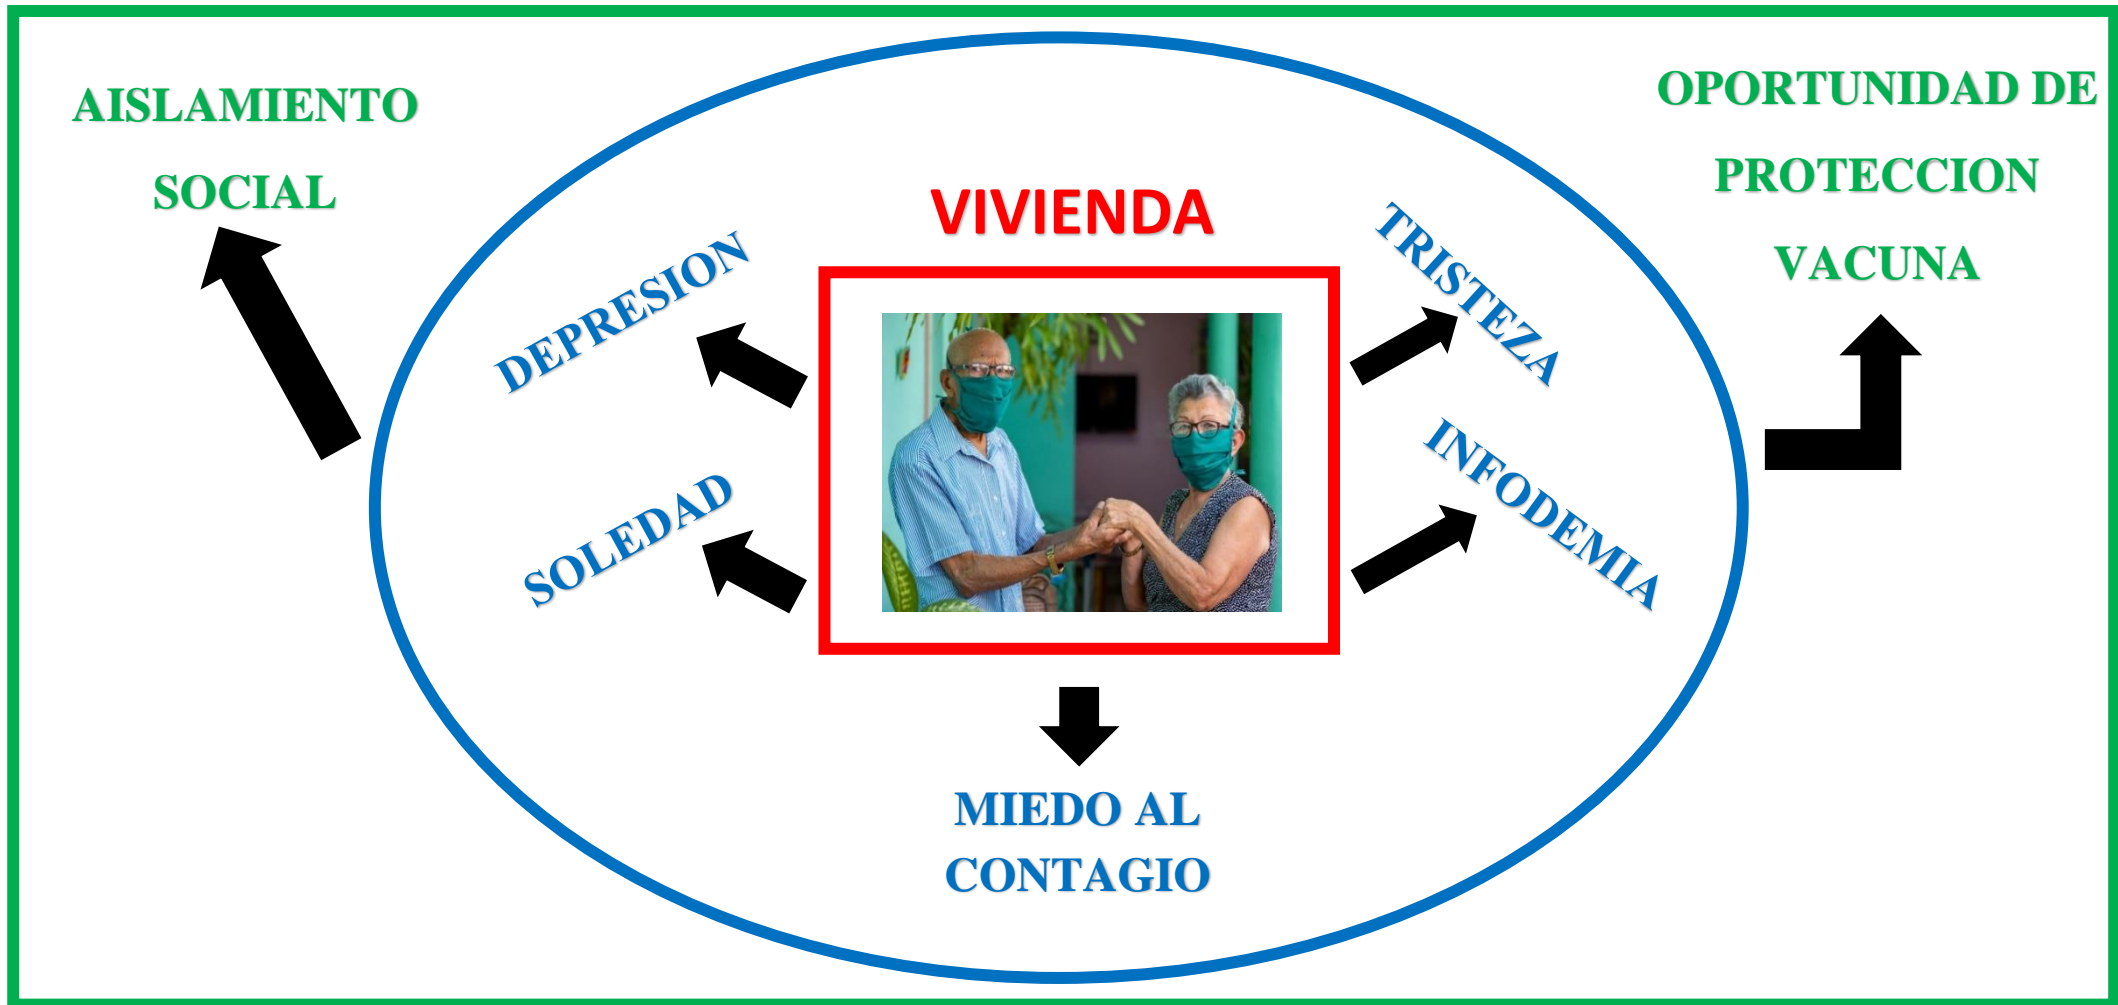 AISLAMIENTO
SOCIAL
OPORTUNIDAD DE
PROTECCION
VACUNA
VIVIENDA
DEPRESION
TRISTEZA
SOLEDAD
INFODEMIA
MIEDO AL
CONTAGIO